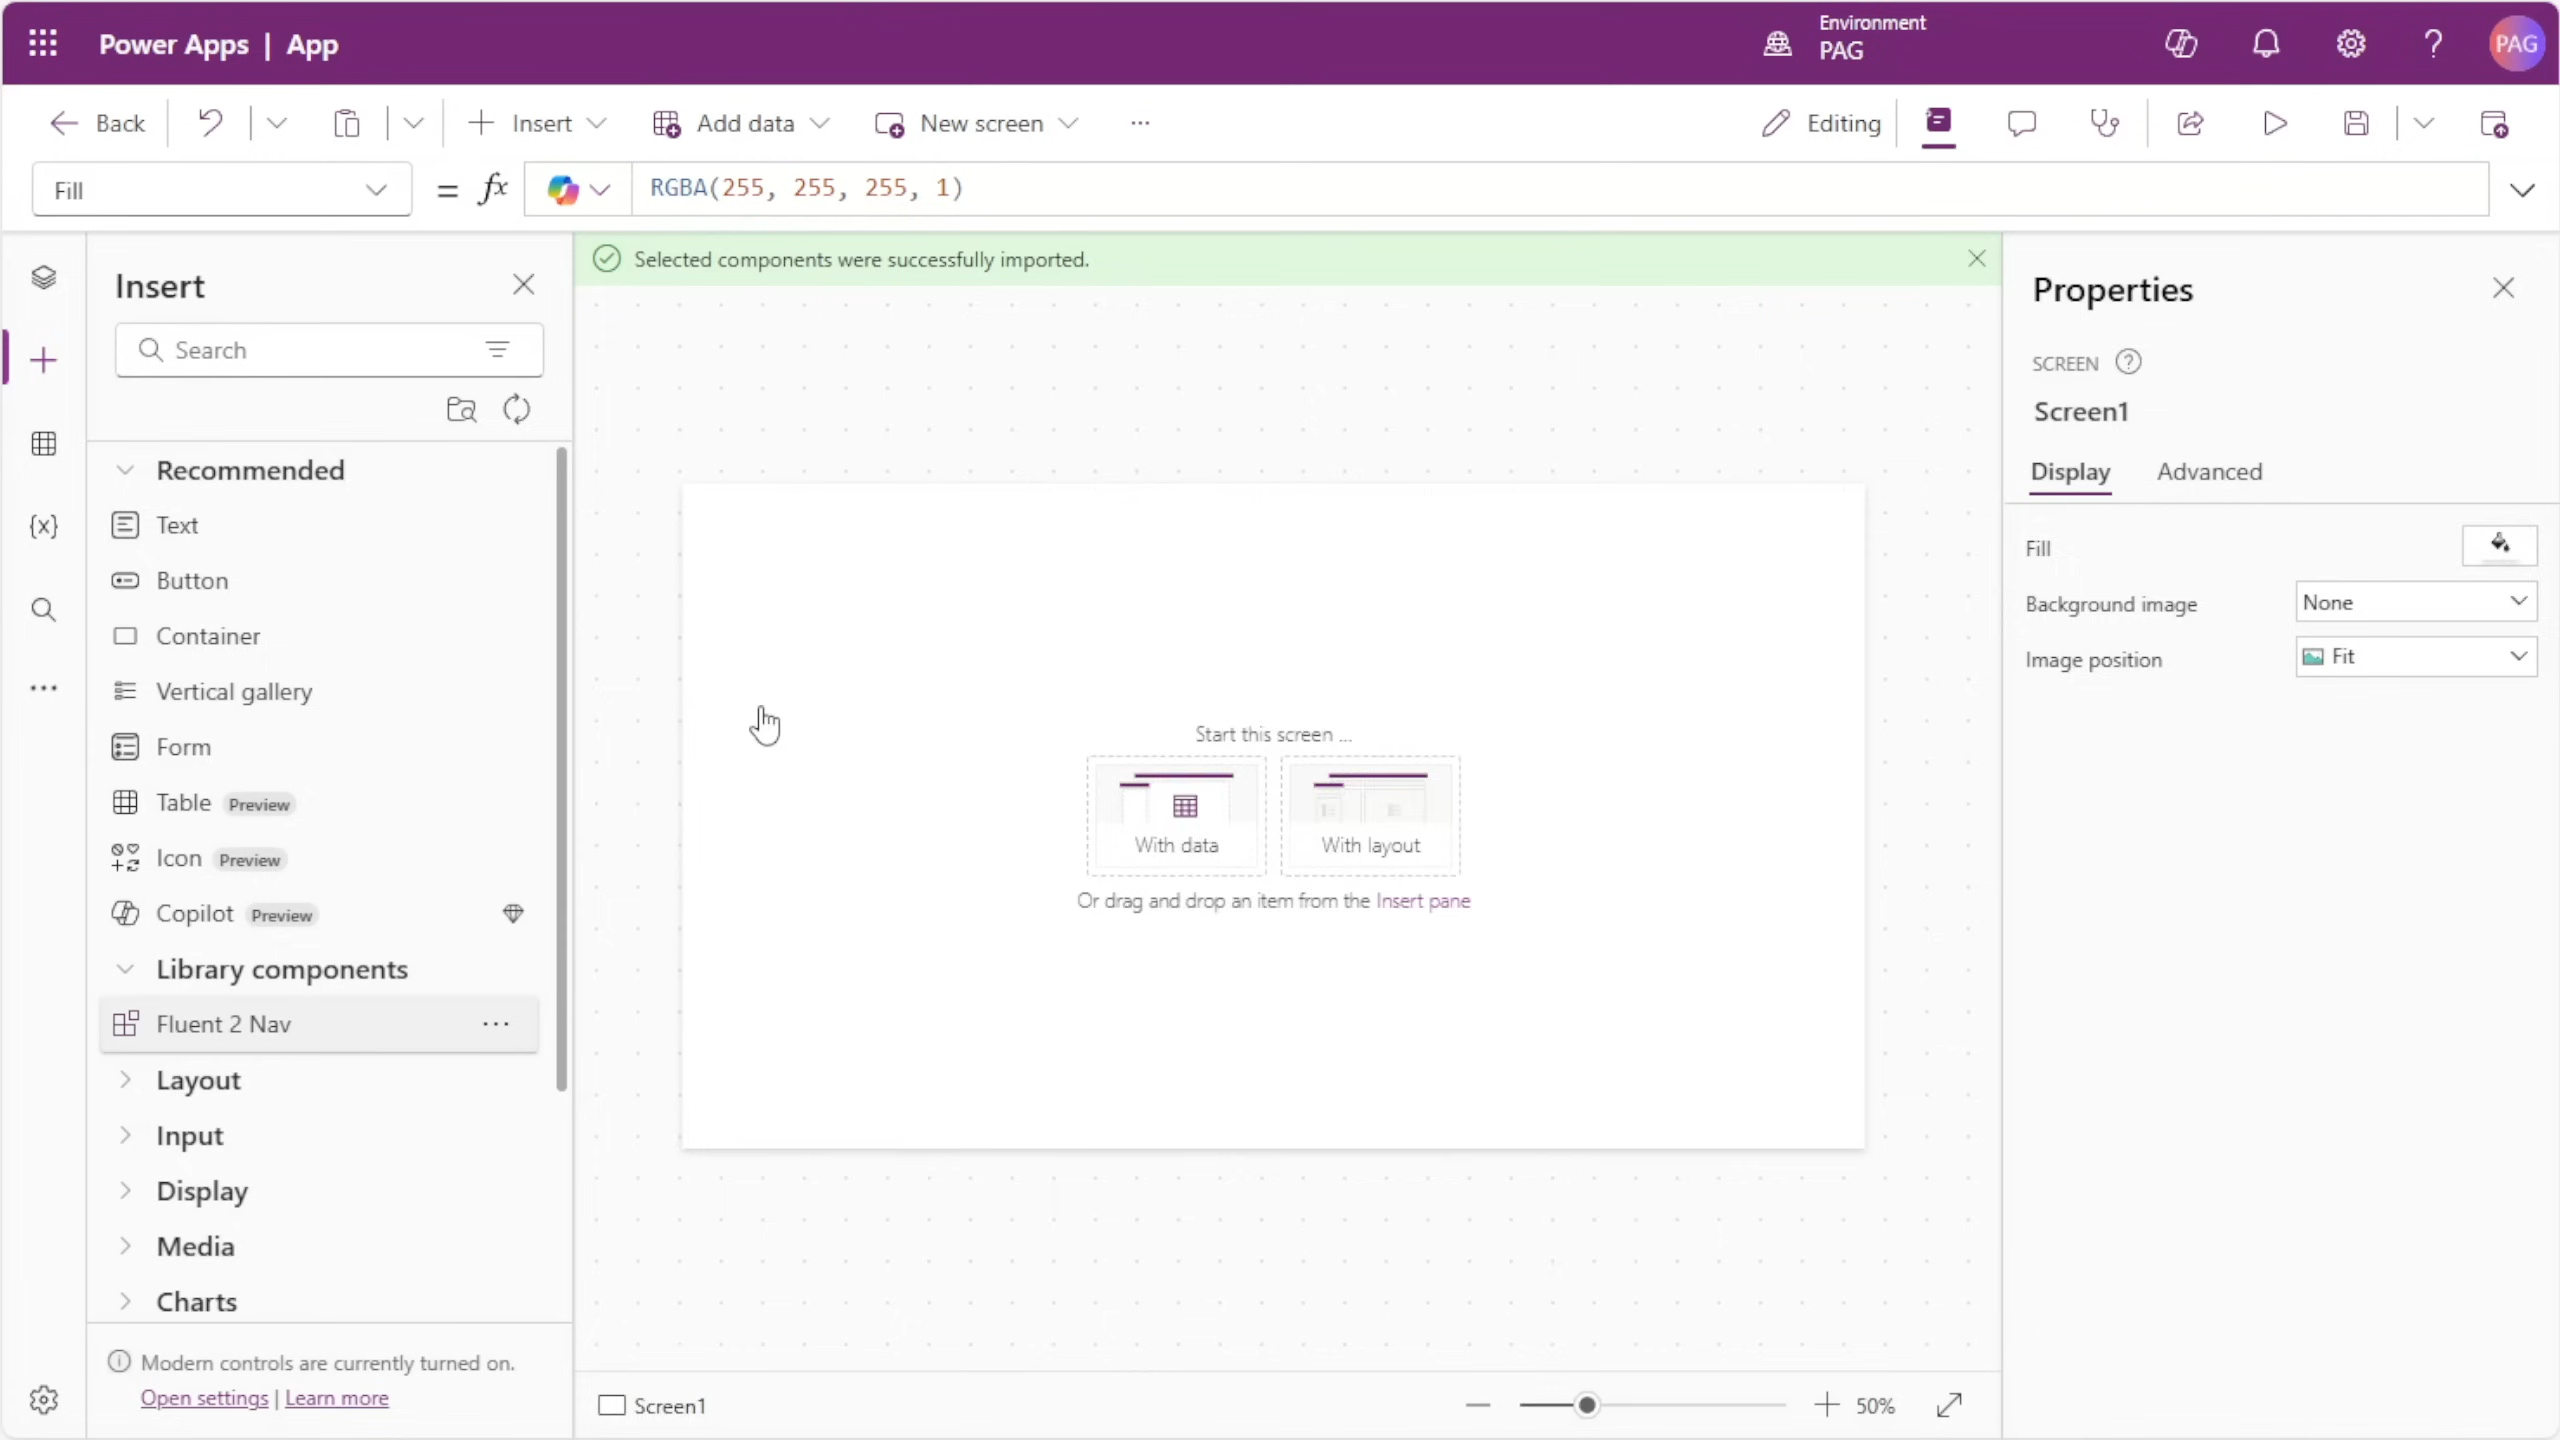 Power Apps | App
Environment
PAG
PAG
Back
Insert
Add data
New screen
Editing
Fill
= fx
RGBA(255, 255, 255, 1)
Insert
Search
Recommended
Text
Button
Container
Vertical gallery
Form
Table Preview
Icon Preview
Copilot Preview
Library components
Fluent 2 Nav
Layout
Input
Display
Media
Charts
Modern controls are currently turned on.
Open settings | Learn more
Selected components were successfully imported.
Start this screen ...
With data
With layout
Or drag and drop an item from the Insert pane
Screen1
50%
Properties
SCREEN
Screen1
Display
Advanced
Fill
Background image
None
Image position
Fit